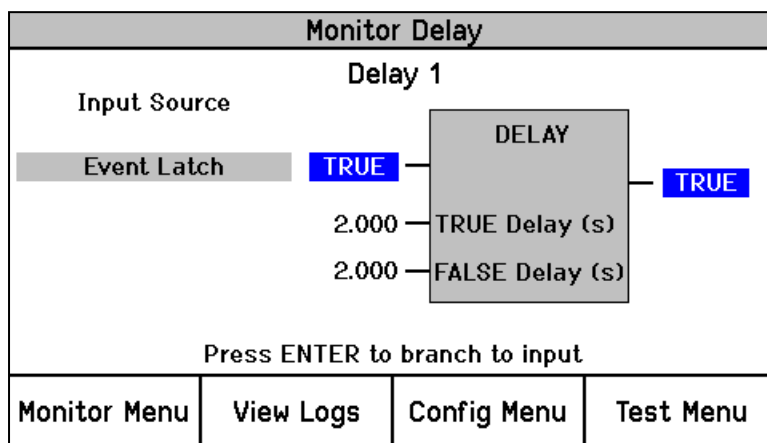 Monitor Delay
Delay 1
Input Source
DELAY
Event Latch TRUE
TRUE
2.000 TRUE Delay (s)
2.000 FALSE Delay (s)
Press ENTER to branch to input
Monitor Menu View Logs Config Menu Test Menu